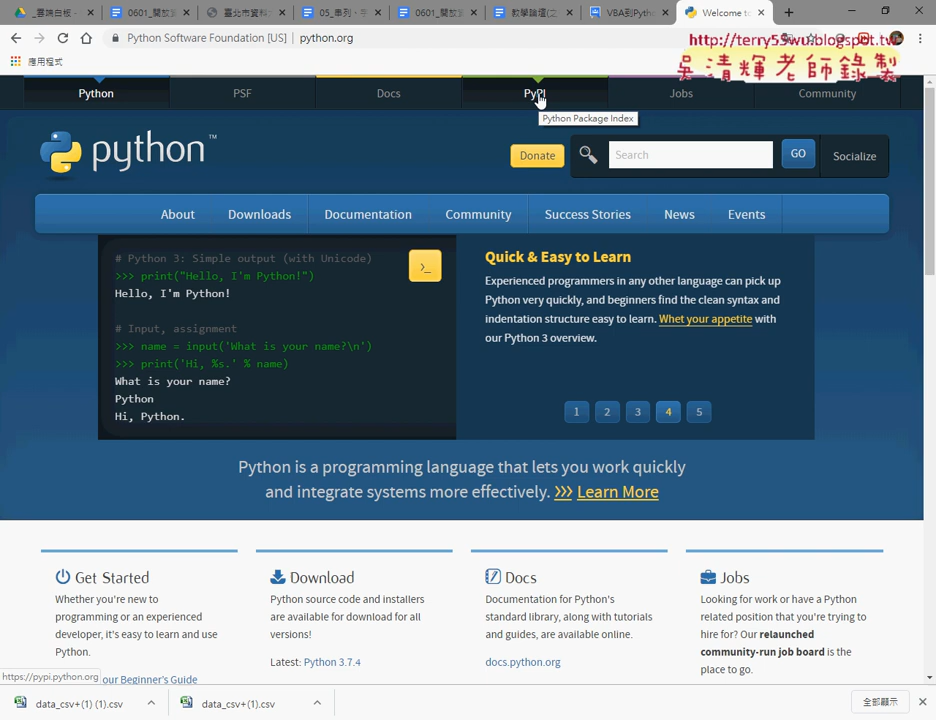 _雲端白板 -
0601_開放資
臺北市資料大
05_串列、字
0601_開放資
教學論壇(之
VBA到Pyth
Welcome to
Python Software Foundation [US] | python.org
http://terry55wu.blogspot.tw
吳清輝老師錄製
應用程式
Python
PSF
Docs
PyPI
Jobs
Community
Python Package Index
python™
Donate
Search
GO
Socialize
About
Downloads
Documentation
Community
Success Stories
News
Events
# Python 3: Simple output (with Unicode)
>>> print("Hello, I'm Python!")
Hello, I'm Python!
# Input, assignment
>>> name = input('What is your name?\n')
>>> print('Hi, %s.' % name)
What is your name?
Python
Hi, Python.
>_
Quick & Easy to Learn
Experienced programmers in any other language can pick up
Python very quickly, and beginners find the clean syntax and
indentation structure easy to learn. Whet your appetite with
our Python 3 overview.
1
2
3
4
5
Python is a programming language that lets you work quickly
and integrate systems more effectively. >>> Learn More
Get Started
Whether you're new to
programming or an experienced
developer, it's easy to learn and use
Python.
our Beginner's Guide
Download
Python source code and installers
are available for download for all
versions!
Latest: Python 3.7.4
Docs
Documentation for Python's
standard library, along with tutorials
and guides, are available online.
docs.python.org
Jobs
Looking for work or have a Python
related position that you're trying to
hire for? Our relaunched
community-run job board is the
place to go.
https://pypi.python.org
data_csv+(1) (1).csv
data_csv+(1).csv
全部顯示